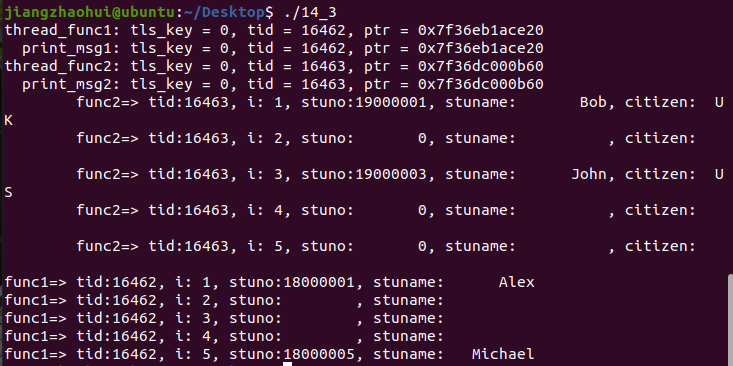 jiangzhaohui@ubuntu:~/Desktop$ ./14_3
thread_func1: tls_key = 0, tid = 16462, ptr = 0x7f36eb1ace20
  print_msg1: tls_key = 0, tid = 16462, ptr = 0x7f36eb1ace20
thread_func2: tls_key = 0, tid = 16463, ptr = 0x7f36dc000b60
  print_msg2: tls_key = 0, tid = 16463, ptr = 0x7f36dc000b60
        func2=> tid:16463, i: 1, stuno:19000001, stuname:       Bob, citizen:  U
K
        func2=> tid:16463, i: 2, stuno:       0, stuname:          , citizen:
        func2=> tid:16463, i: 3, stuno:19000003, stuname:      John, citizen:  U
S
        func2=> tid:16463, i: 4, stuno:       0, stuname:          , citizen:
        func2=> tid:16463, i: 5, stuno:       0, stuname:          , citizen:
func1=> tid:16462, i: 1, stuno:18000001, stuname:      Alex
func1=> tid:16462, i: 2, stuno:        , stuname:
func1=> tid:16462, i: 3, stuno:        , stuname:
func1=> tid:16462, i: 4, stuno:        , stuname:
func1=> tid:16462, i: 5, stuno:18000005, stuname:   Michael